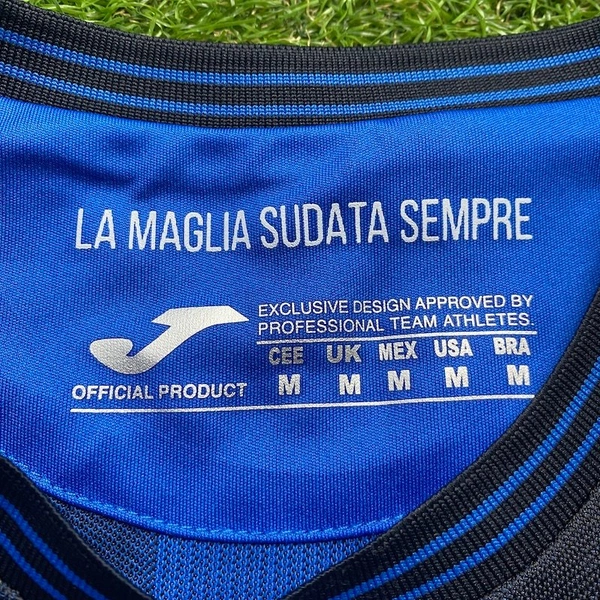 LA MAGLIA SUDATA SEMPRE
EXCLUSIVE DESIGN APPROVED BY
PROFESSIONAL TEAM ATHLETES.
CEE UK MEX USA BRA
M M M M M
OFFICIAL PRODUCT